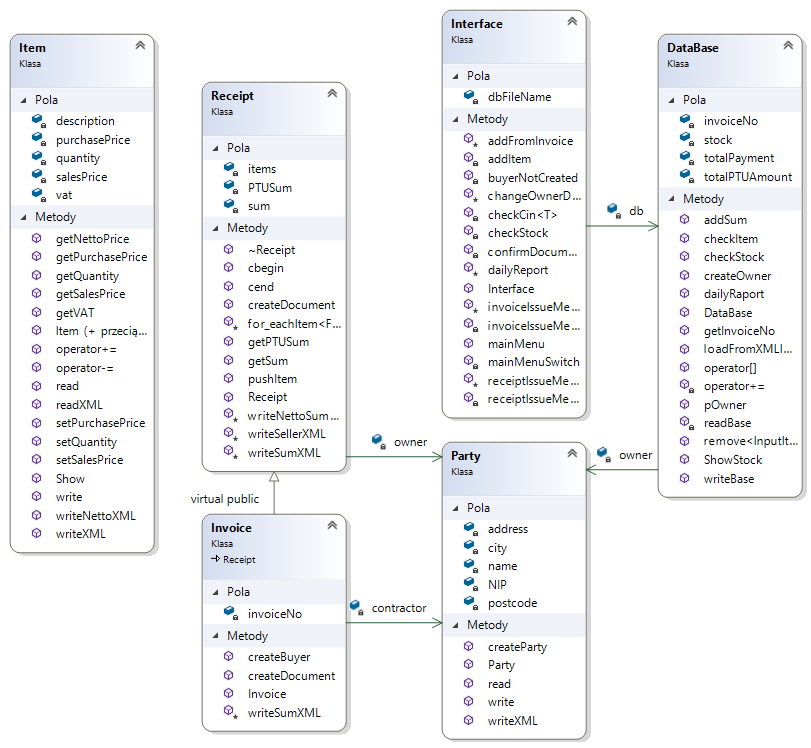 Item
Klasa
Pola
description
purchasePrice
quantity
salesPrice
vat
Metody
getNettoPrice
getPurchasePrice
getQuantity
getSalesPrice
getVAT
Item (+ przecią...
operator+=
operator-=
read
readXML
setPurchasePrice
setQuantity
setSalesPrice
Show
write
writeNettoXML
writeXML
Receipt
Klasa
Pola
items
PTUSum
sum
Metody
~Receipt
cbegin
cend
createDocument
for_eachItem<F...
getPTUSum
getSum
pushItem
Receipt
writeNettoSum...
writeSellerXML
writeSumXML
owner
virtual public
Invoice
Klasa
Receipt
Pola
invoiceNo
Metody
createBuyer
createDocument
Invoice
writeSumXML
contractor
Interface
Klasa
Pola
dbFileName
Metody
addFromInvoice
addItem
buyerNotCreated
changeOwnerD...
checkCin<T>
checkStock
confirmDocum...
dailyReport
Interface
invoiceIssueMe...
invoiceIssueMe...
mainMenu
mainMenuSwitch
receiptIssueMe...
receiptIssueMe...
db
Party
Klasa
Pola
address
city
name
NIP
postcode
Metody
createParty
Party
read
write
writeXML
DataBase
Klasa
Pola
invoiceNo
stock
totalPayment
totalPTUAmount
Metody
addSum
checkItem
checkStock
createOwner
dailyRaport
DataBase
getInvoiceNo
loadFromXMLI...
operator[]
operator+=
pOwner
readBase
remove<InputIt...
ShowStock
writeBase
owner